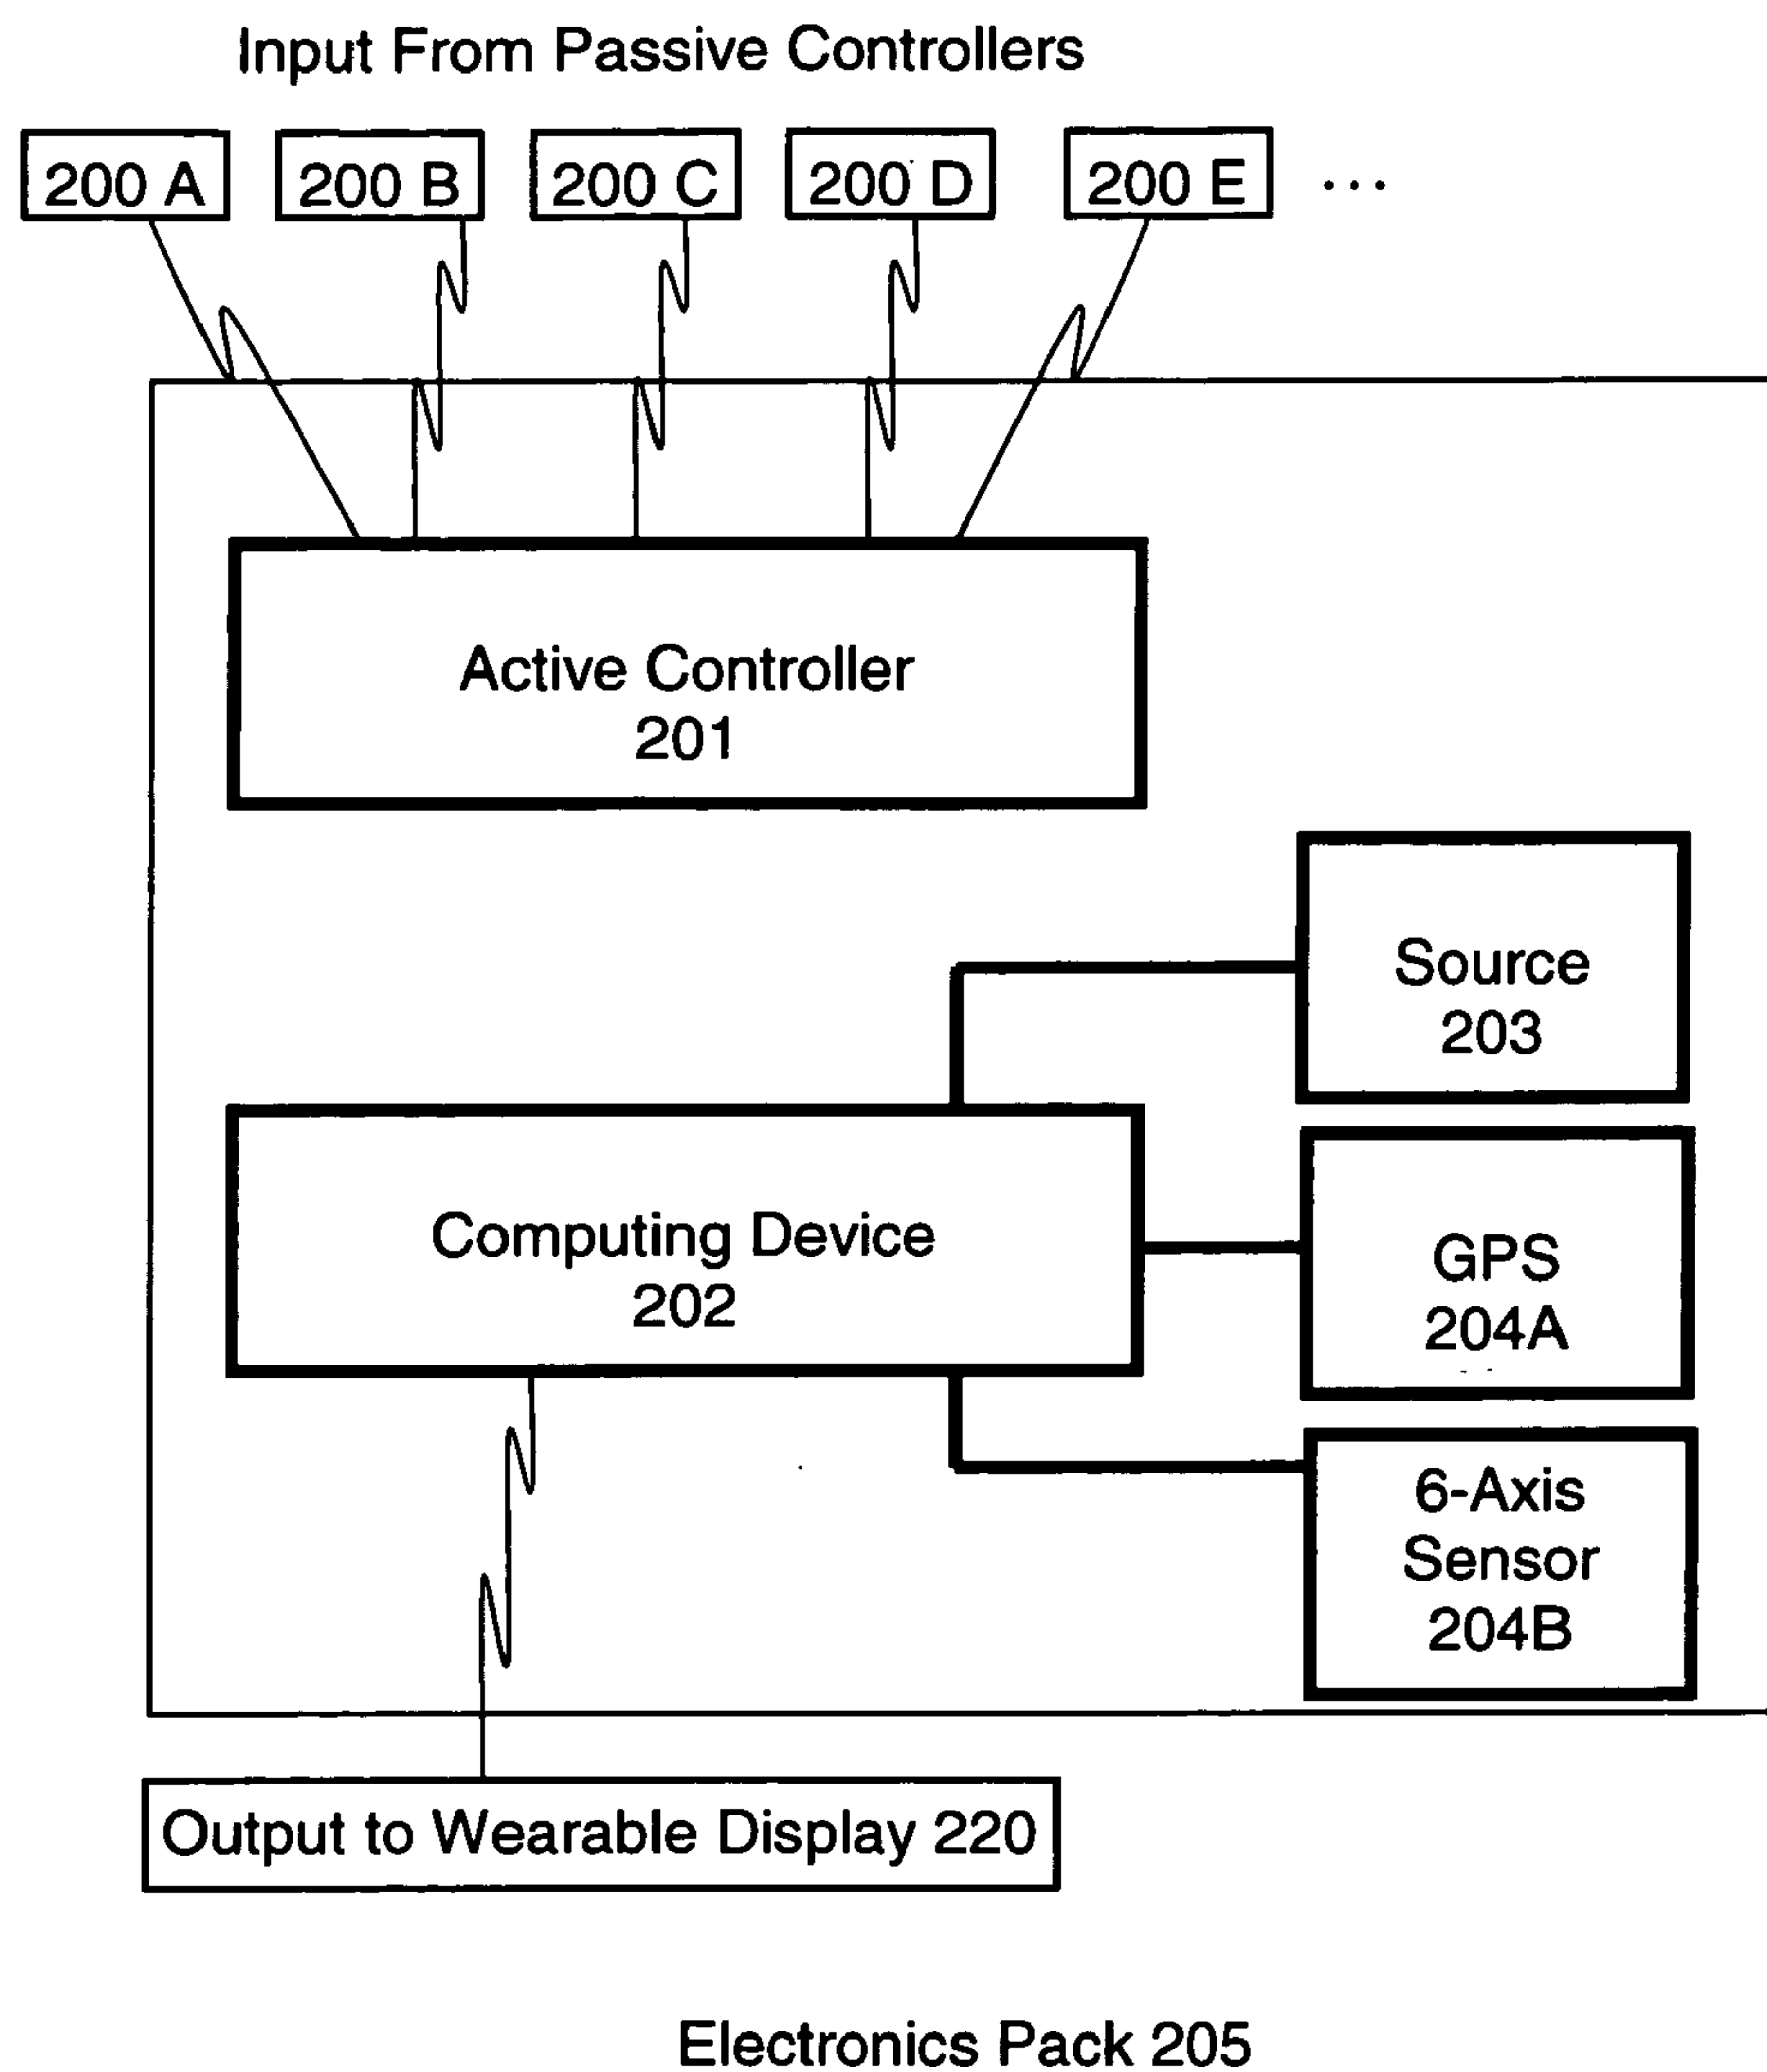 Input From Passive Controllers
200 A
200 B
200 C
200 D
200 E
...
Active Controller
201
Source
203
Computing Device
202
GPS
204A
6-Axis
Sensor
204B
Output to Wearable Display 220
Electronics Pack 205